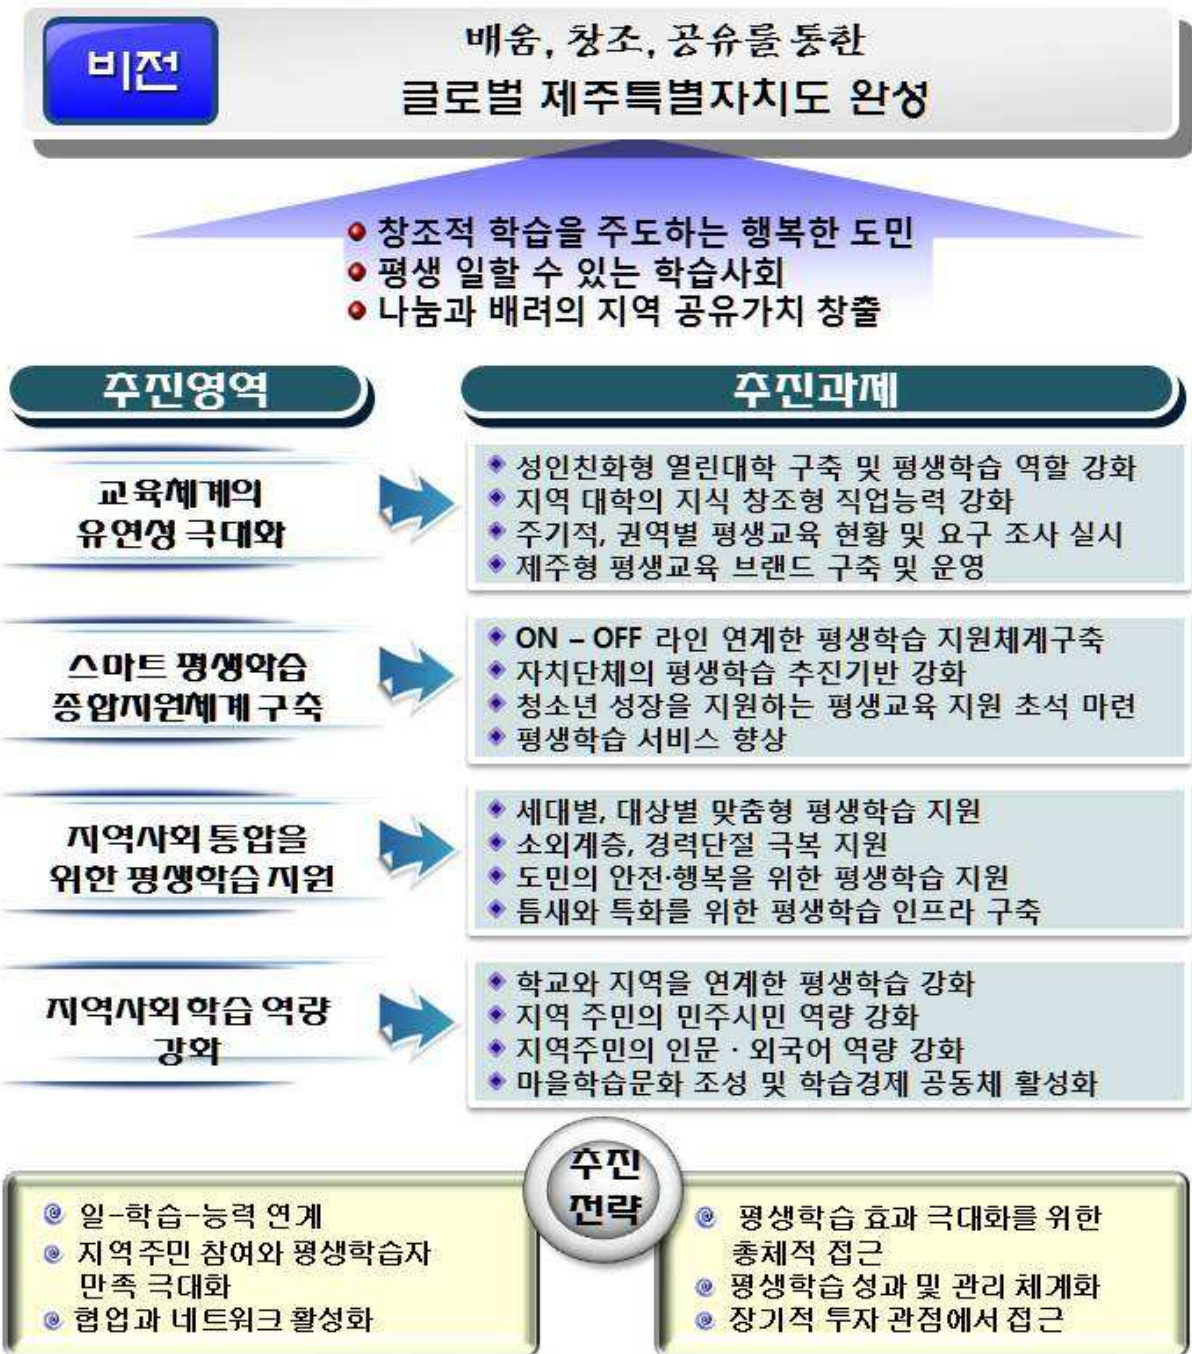 비전
배움, 창조, 공유를 통한
글로벌 제주특별자치도 완성
창조적 학습을 주도하는 행복한 도민
평생 일할 수 있는 학습사회
나눔과 배려의 지역 공유가치 창출
추진영역
추진과제
교육체계의
유연성 극대화
성인친화형 열린대학 구축 및 평생학습 역할 강화
지역 대학의 지식 창조형 직업능력 강화
주기적, 권역별 평생교육 현황 및 요구 조사 실시
제주형 평생교육 브랜드 구축 및 운영
스마트 평생학습
종합지원체계 구축
ON – OFF 라인 연계한 평생학습 지원체계구축
자치단체의 평생학습 추진기반 강화
청소년 성장을 지원하는 평생교육 지원 초석 마련
평생학습 서비스 향상
지역사회 통합을
위한 평생학습 지원
세대별, 대상별 맞춤형 평생학습 지원
소외계층, 경력단절 극복 지원
도민의 안전·행복을 위한 평생학습 지원
틈새와 특화를 위한 평생학습 인프라 구축
지역사회 학습 역량
강화
학교와 지역을 연계한 평생학습 강화
지역 주민의 민주시민 역량 강화
지역주민의 인문 · 외국어 역량 강화
마을학습문화 조성 및 학습경제 공동체 활성화
추진
전략
일-학습-능력 연계
지역주민 참여와 평생학습자
만족 극대화
협업과 네트워크 활성화
평생학습 효과 극대화를 위한
총체적 접근
평생학습 성과 및 관리 체계화
장기적 투자 관점에서 접근